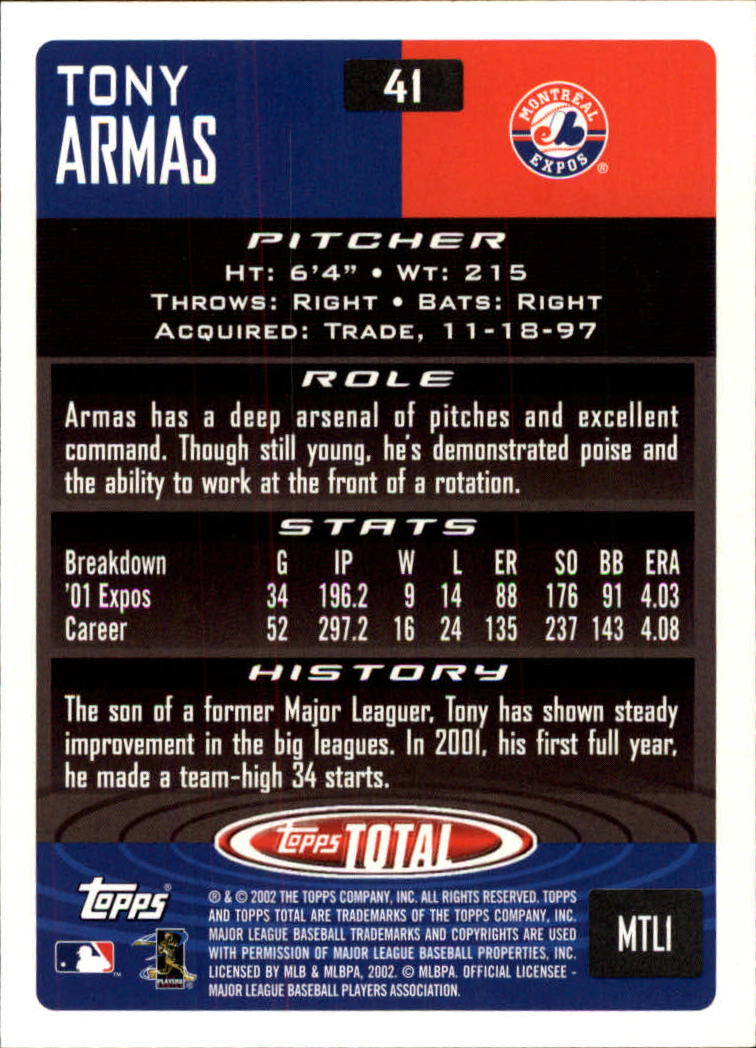 TONY
ARMAS
41
MONTRÉAL
EXPOS
®
PITCHER
HT: 6'4" • WT: 215
THROWS: RIGHT • BATS: RIGHT
ACQUIRED: TRADE, 11-18-97
ROLE
Armas has a deep arsenal of pitches and excellent
command. Though still young, he's demonstrated poise and
the ability to work at the front of a rotation.
STATS
Breakdown G IP W L ER SO BB ERA
'01 Expos 34 196.2 9 14 88 176 91 4.03
Career 52 297.2 16 24 135 237 143 4.08
HISTORY
The son of a former Major Leaguer, Tony has shown steady
improvement in the big leagues. In 2001, his first full year,
he made a team-high 34 starts.
Topps TOTAL
Topps®
® & © 2002 THE TOPPS COMPANY, INC. ALL RIGHTS RESERVED. TOPPS
AND TOPPS TOTAL ARE TRADEMARKS OF THE TOPPS COMPANY, INC.
MAJOR LEAGUE BASEBALL TRADEMARKS AND COPYRIGHTS ARE USED
WITH PERMISSION OF MAJOR LEAGUE BASEBALL PROPERTIES, INC.
LICENSED BY MLB & MLBPA, 2002. © MLBPA. OFFICIAL LICENSEE -
MAJOR LEAGUE BASEBALL PLAYERS ASSOCIATION.
MTL1
™
PLAYERS